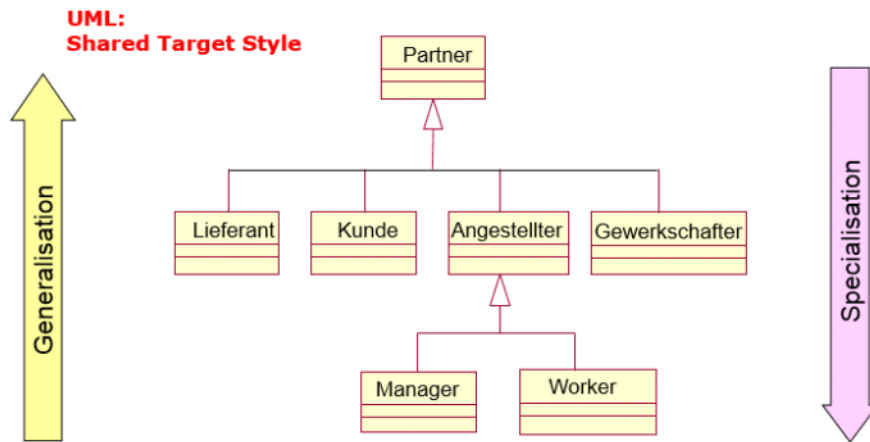 UML:
Shared Target Style
Partner
Generalisation
Specialisation
Lieferant
Kunde
Angestellter
Gewerkschafter
Manager
Worker